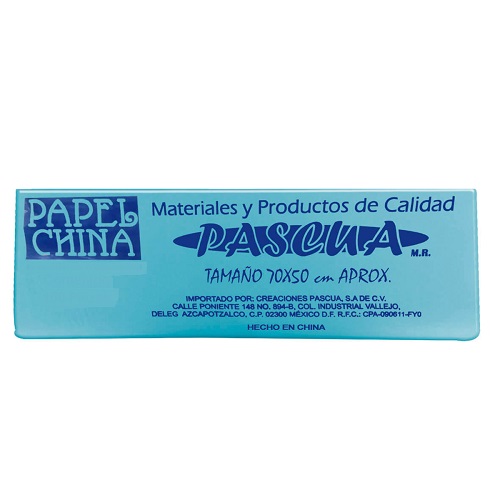 PAPEL
CHINA
Materiales y Productos de Calidad
PASCUA M.R.
TAMAÑO 70X50 cm APROX.
IMPORTADO POR: CREACIONES PASCUA, S.A DE C.V.
CALLE PONIENTE 148 NO. 894-B, COL. INDUSTRIAL VALLEJO,
DELEG AZCAPOTZALCO, C.P. 02300 MÉXICO D.F. R.F.C.: CPA-090611-FY0
HECHO EN CHINA